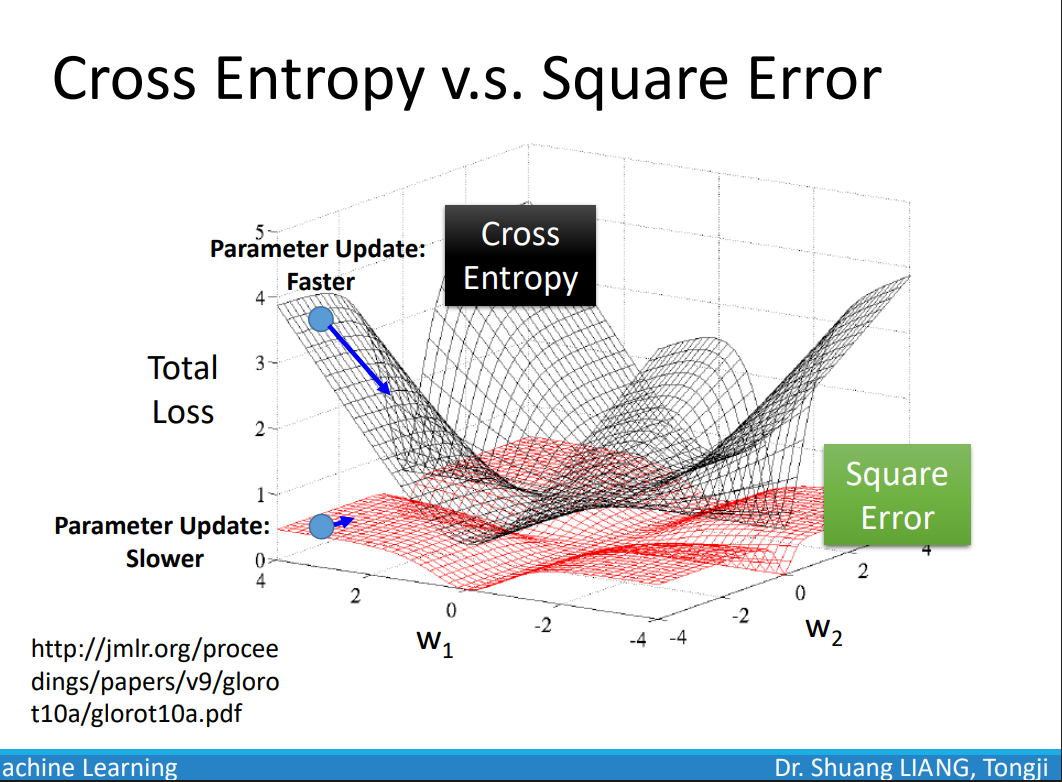 Cross Entropy v.s. Square Error
Cross
Entropy
Parameter Update:
Faster
Total
Loss
5
4
3
2
1
0
Square
Error
Parameter Update:
Slower
4
2
0
-2
-4
-4
-2
0
2
4
w1
w2
http://jmlr.org/procee
dings/papers/v9/gloro
t10a/glorot10a.pdf
achine Learning
Dr. Shuang LIANG, Tongji